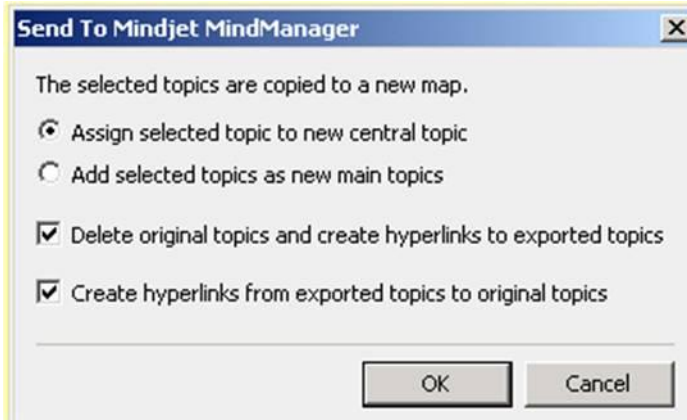 Send To Mindjet MindManager
The selected topics are copied to a new map.
Assign selected topic to new central topic
Add selected topics as new main topics
Delete original topics and create hyperlinks to exported topics
Create hyperlinks from exported topics to original topics
OK Cancel